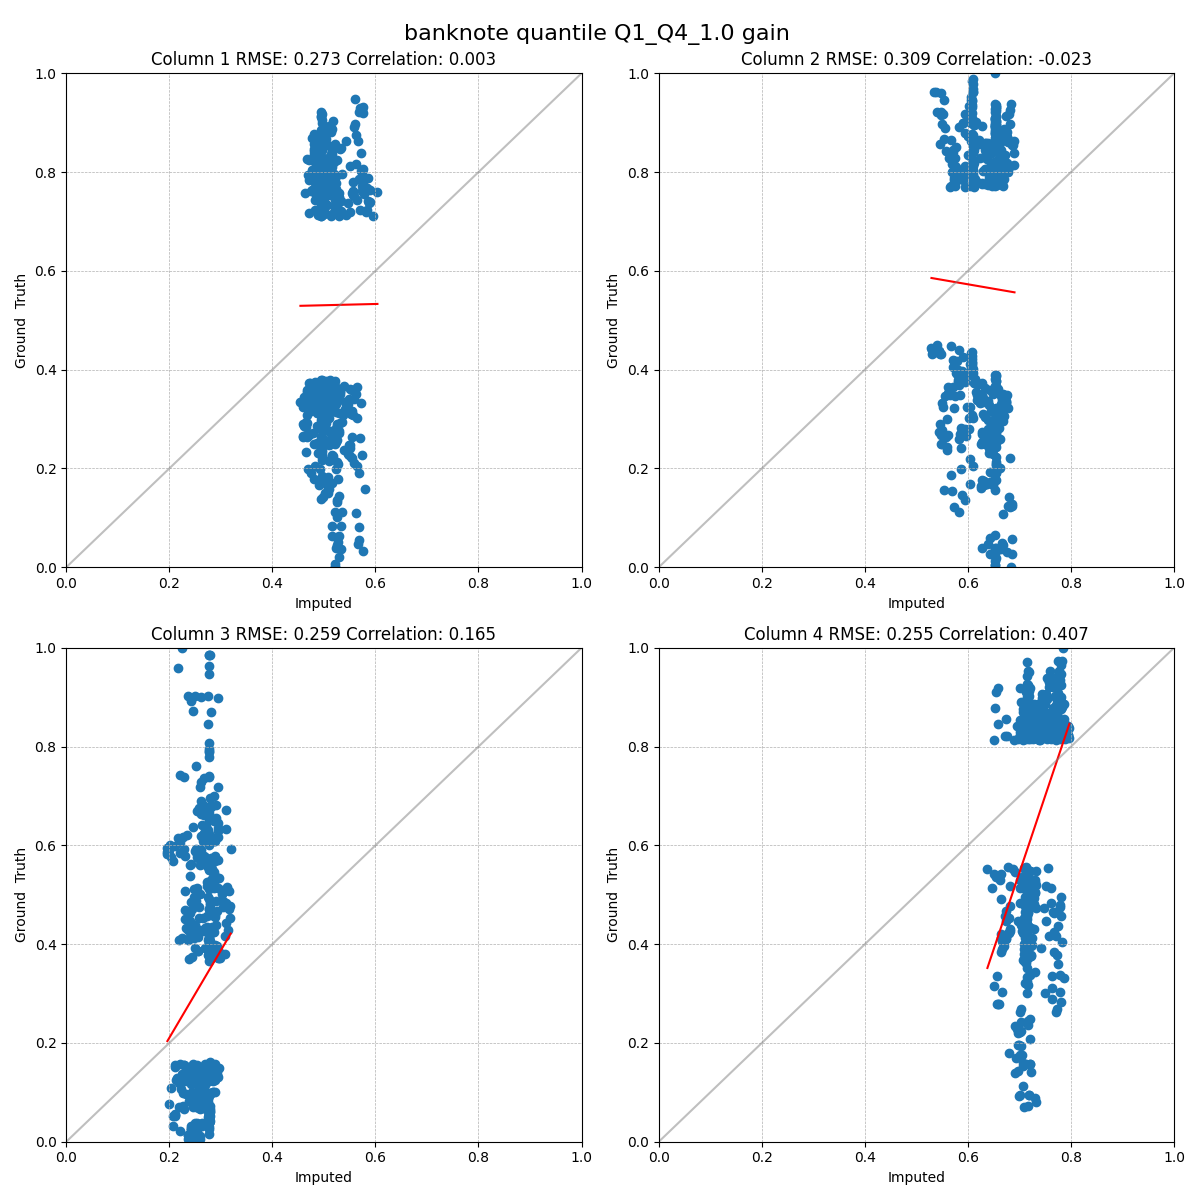 banknote quantile Q1_Q4_1.0 gain
Column 1 RMSE: 0.273 Correlation: 0.003
1.0
0.8
0.6
0.4
0.2
0.0
Ground Truth
0.0 0.2 0.4 0.6 0.8 1.0
Imputed
Column 2 RMSE: 0.309 Correlation: -0.023
1.0
0.8
0.6
0.4
0.2
0.0
Ground Truth
0.0 0.2 0.4 0.6 0.8 1.0
Imputed
Column 3 RMSE: 0.259 Correlation: 0.165
1.0
0.8
0.6
0.4
0.2
0.0
Ground Truth
0.0 0.2 0.4 0.6 0.8 1.0
Imputed
Column 4 RMSE: 0.255 Correlation: 0.407
1.0
0.8
0.6
0.4
0.2
0.0
Ground Truth
0.0 0.2 0.4 0.6 0.8 1.0
Imputed